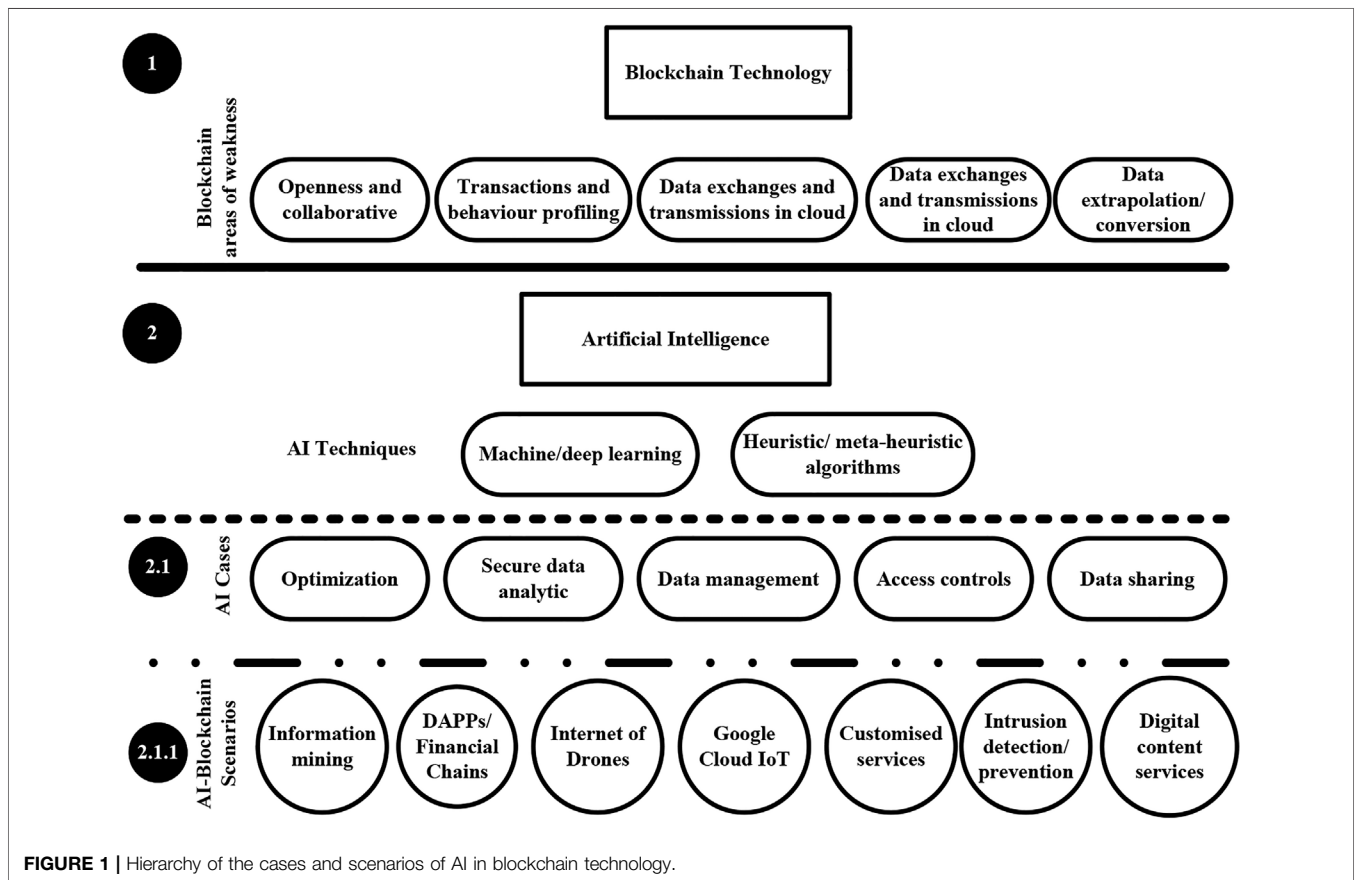 1
Blockchain Technology
Blockchain
areas of weakness
Openness and
collaborative
Transactions and
behaviour profiling
Data exchanges and
transmissions in cloud
Data exchanges
and transmissions
in cloud
Data
extrapolation/
conversion
2
Artificial Intelligence
AI Techniques
Machine/deep learning
Heuristic/ meta-heuristic
algorithms
2.1
AI Cases
Optimization
Secure data
analytic
Data management
Access controls
Data sharing
2.1.1
AI-Blockchain
Scenarios
Information
mining
DAPPs/
Financial
Chains
Internet of
Drones
Google
Cloud IoT
Customised
services
Intrusion
detection/
prevention
Digital
content
services
FIGURE 1 | Hierarchy of the cases and scenarios of AI in blockchain technology.